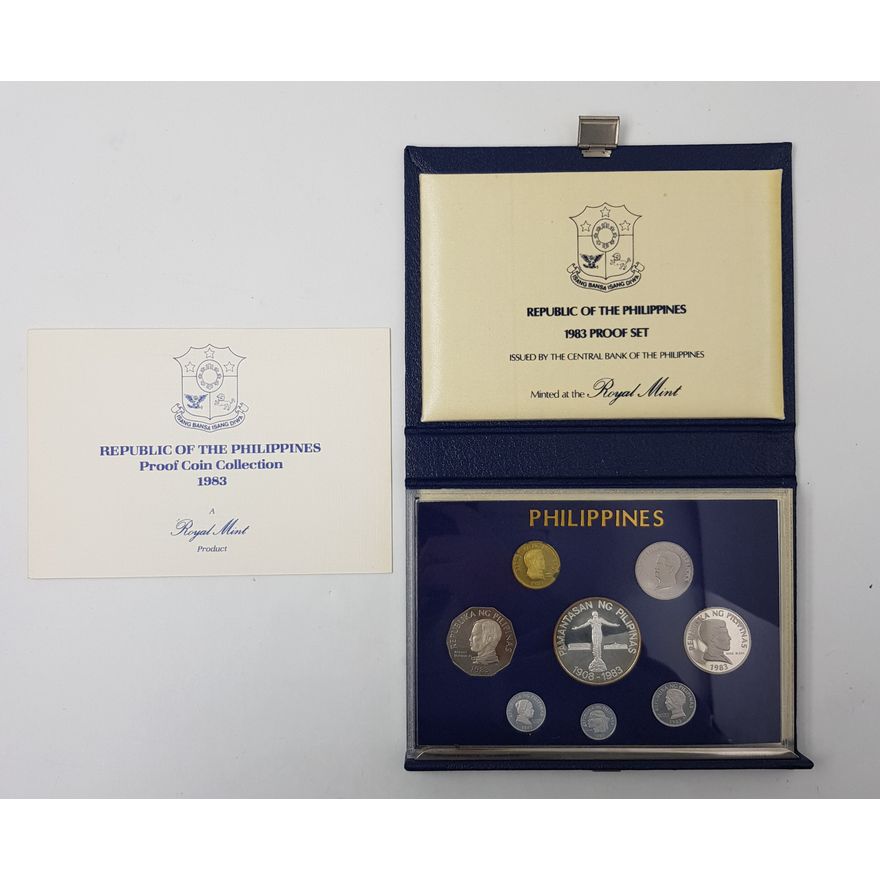 ISANG BANSA ISANG DIWA
REPUBLIC OF THE PHILIPPINES
Proof Coin Collection
1983
A
Royal Mint
Product
ISANG BANSA ISANG DIWA
REPUBLIC OF THE PHILIPPINES
1983 PROOF SET
ISSUED BY THE CENTRAL BANK OF THE PHILIPPINES
Minted at the Royal Mint
PHILIPPINES
REPUBLIKA NG PILIPINAS
1983
PAMANTASAN NG PILIPINAS
1908-1983
REPUBLIKA NG PILIPINAS
1983